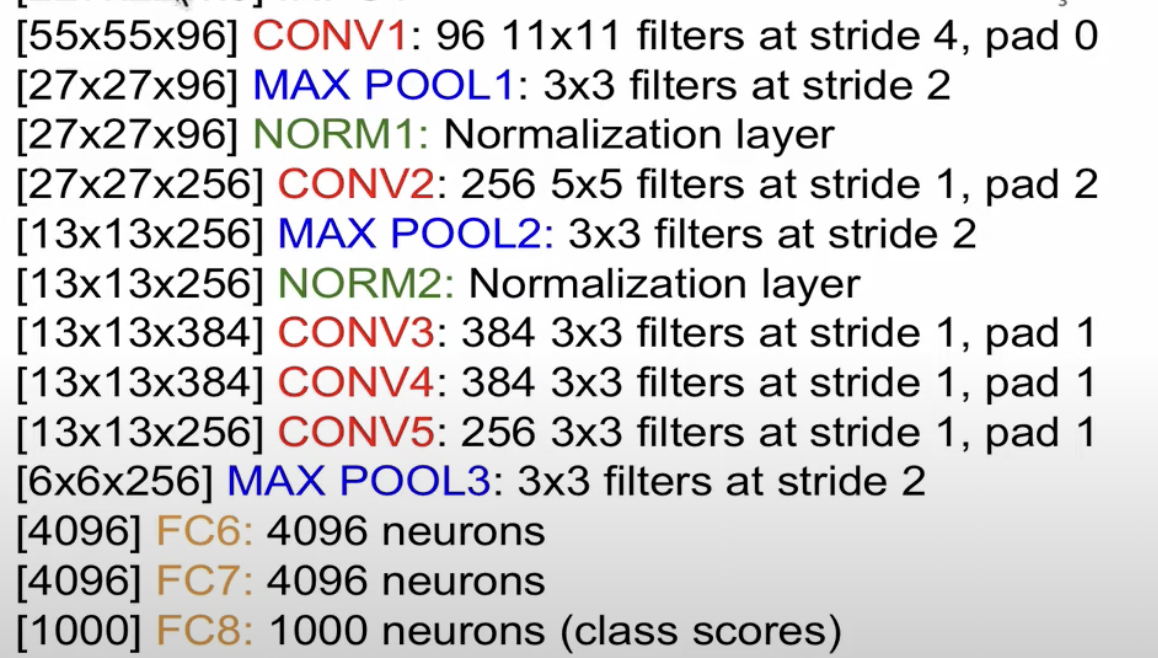 [55x55x96] CONV1: 96 11x11 filters at stride 4, pad 0
[27x27x96] MAX POOL1: 3x3 filters at stride 2
[27x27x96] NORM1: Normalization layer
[27x27x256] CONV2: 256 5x5 filters at stride 1, pad 2
[13x13x256] MAX POOL2: 3x3 filters at stride 2
[13x13x256] NORM2: Normalization layer
[13x13x384] CONV3: 384 3x3 filters at stride 1, pad 1
[13x13x384] CONV4: 384 3x3 filters at stride 1, pad 1
[13x13x256] CONV5: 256 3x3 filters at stride 1, pad 1
[6x6x256] MAX POOL3: 3x3 filters at stride 2
[4096] FC6: 4096 neurons
[4096] FC7: 4096 neurons
[1000] FC8: 1000 neurons (class scores)